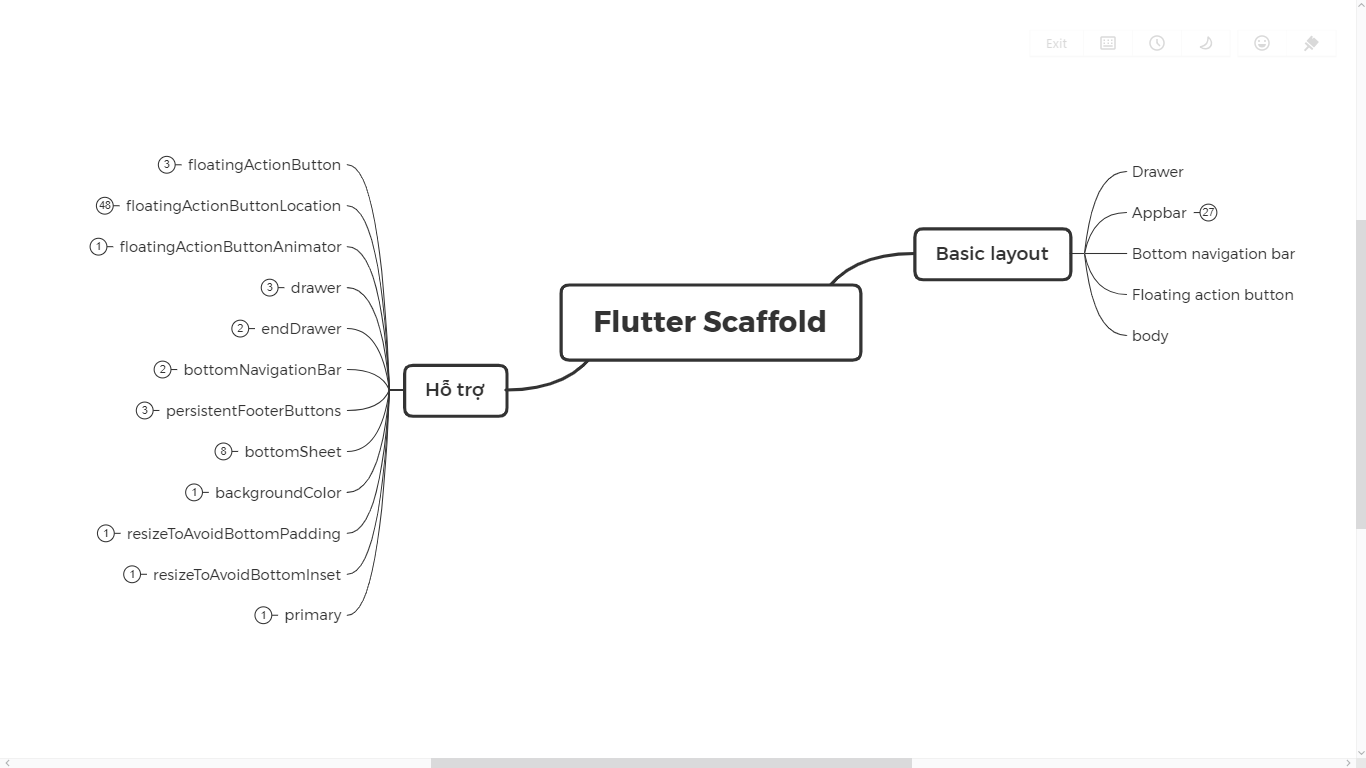 Exit
3 floatingActionButton
48 floatingActionButtonLocation
1 floatingActionButtonAnimator
3 drawer
2 endDrawer
2 bottomNavigationBar
3 persistentFooterButtons
8 bottomSheet
1 backgroundColor
1 resizeToAvoidBottomPadding
1 resizeToAvoidBottomInset
1 primary
Hỗ trợ
Flutter Scaffold
Basic layout
Drawer
Appbar 27
Bottom navigation bar
Floating action button
body